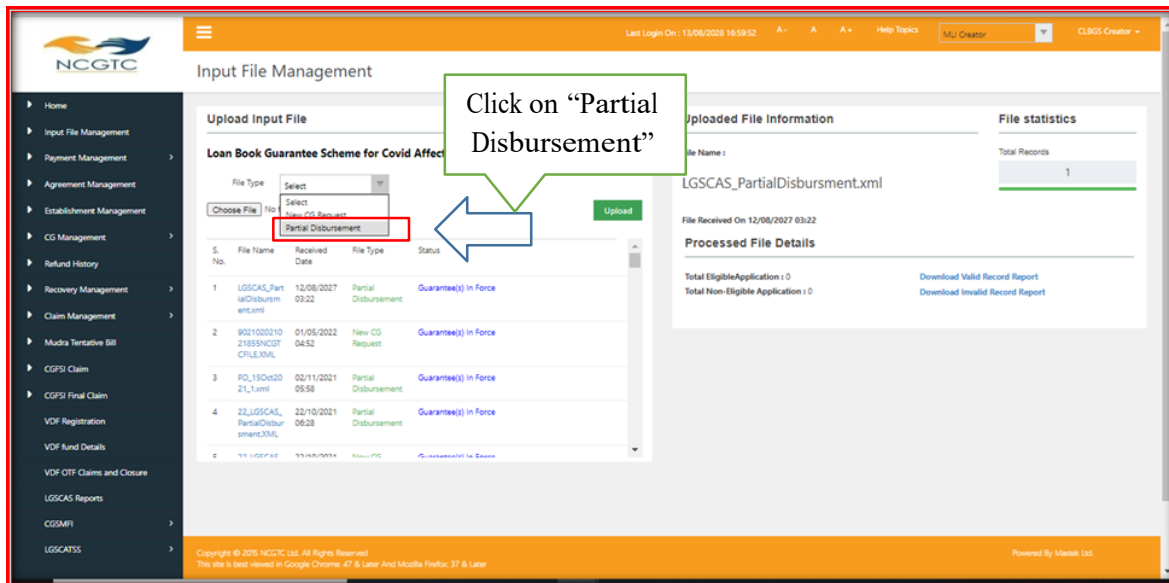 NCGTC
Last Login On : 13/08/2028 16:59:52 A- A A+ Help Topics MLI Creator CLBGS Creator
Input File Management
Click on “Partial
Disbursement”
Home
Input File Management
Payment Management
Agreement Management
Establishment Management
CG Management
Refund History
Recovery Management
Claim Management
Mudra Tentative Bill
CGFSI Claim
CGFSI Final Claim
VDF Registration
VDF fund Details
VDF OTF Claims and Closure
LGSCAS Reports
CGSMFI
LGSCATSS
Upload Input File
Loan Book Guarantee Scheme for Covid Affect
File Type Select
Select
New CG Request
Partial Disbursement
Choose File No f
Upload
S. No. File Name Received Date File Type Status
1 LGSCAS_Part 12/08/2027 Partial Guarantee(s) In Force
ialDisbursm 03:22 Disbursement
ent.xml
2 9021020210 01/05/2022 New CG Guarantee(s) In Force
21855NCGT 04:52 Request
CFILE.XML
3 PD_15Oct20 02/11/2021 Partial Guarantee(s) In Force
21_1.xml 05:58 Disbursement
4 22_LGSCAS_ 22/10/2021 Partial Guarantee(s) In Force
PartialDisbur 06:28 Disbursement
sment.XML
Uploaded File Information
File Name :
LGSCAS_PartialDisbursment.xml
File Received On 12/08/2027 03:22
File statistics
Total Records
1
Processed File Details
Total EligibleApplication : 0 Download Valid Record Report
Total Non-Eligible Application : 0 Download Invalid Record Report
Copyright © 2015 NCGTC Ltd. All Rights Reserved
This site is best viewed in Google Chrome: 47 & Later And Mozilla Firefox: 37 & Later
Powered By Mastek Ltd.